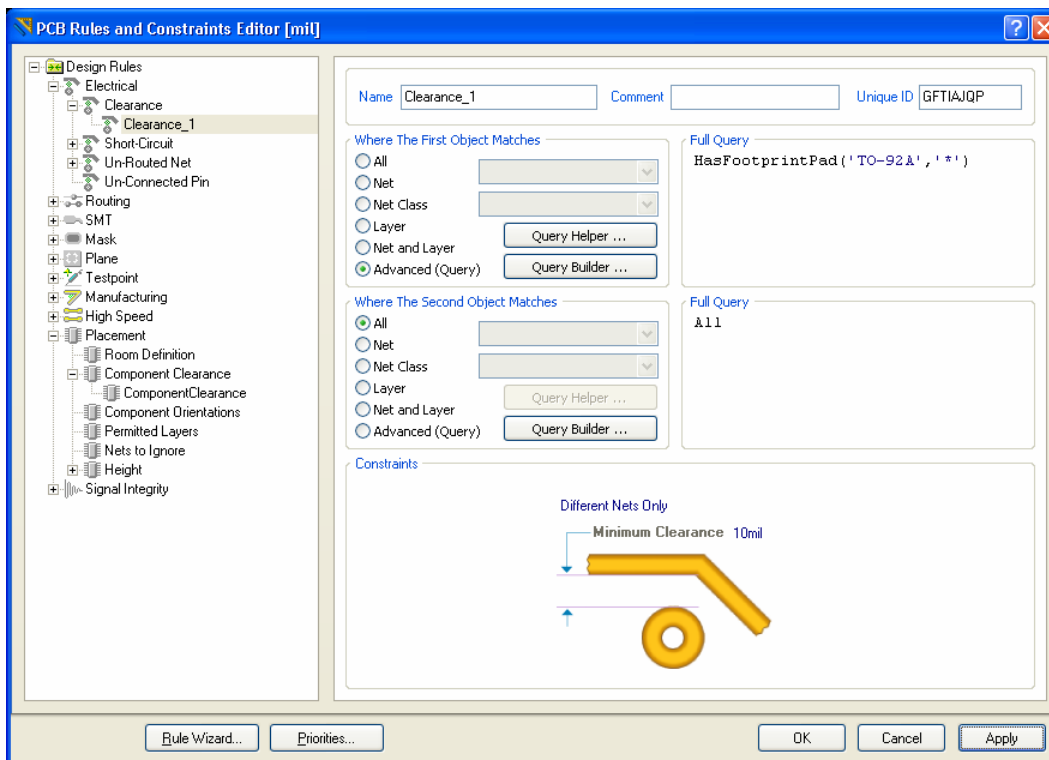 PCB Rules and Constraints Editor [mil]
Design Rules
Electrical
Clearance
Clearance_1
Short-Circuit
Un-Routed Net
Un-Connected Pin
Routing
SMT
Mask
Plane
Testpoint
Manufacturing
High Speed
Placement
Room Definition
Component Clearance
ComponentClearance
Component Orientations
Permitted Layers
Nets to Ignore
Height
Signal Integrity
Name Clearance_1 Comment Unique ID GFTIAJQP
Where The First Object Matches
All
Net
Net Class
Layer
Net and Layer
Advanced (Query)
Query Helper ...
Query Builder ...
Full Query
HasFootprintPad('TO-92A','*')
Where The Second Object Matches
All
Net
Net Class
Layer
Net and Layer
Advanced (Query)
Query Helper ...
Query Builder ...
Full Query
All
Constraints
Different Nets Only
Minimum Clearance 10mil
Rule Wizard... Priorities... OK Cancel Apply